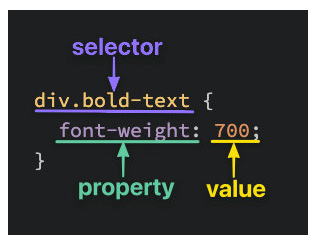 selector
div.bold-text {
font-weight: 700;
}
property value